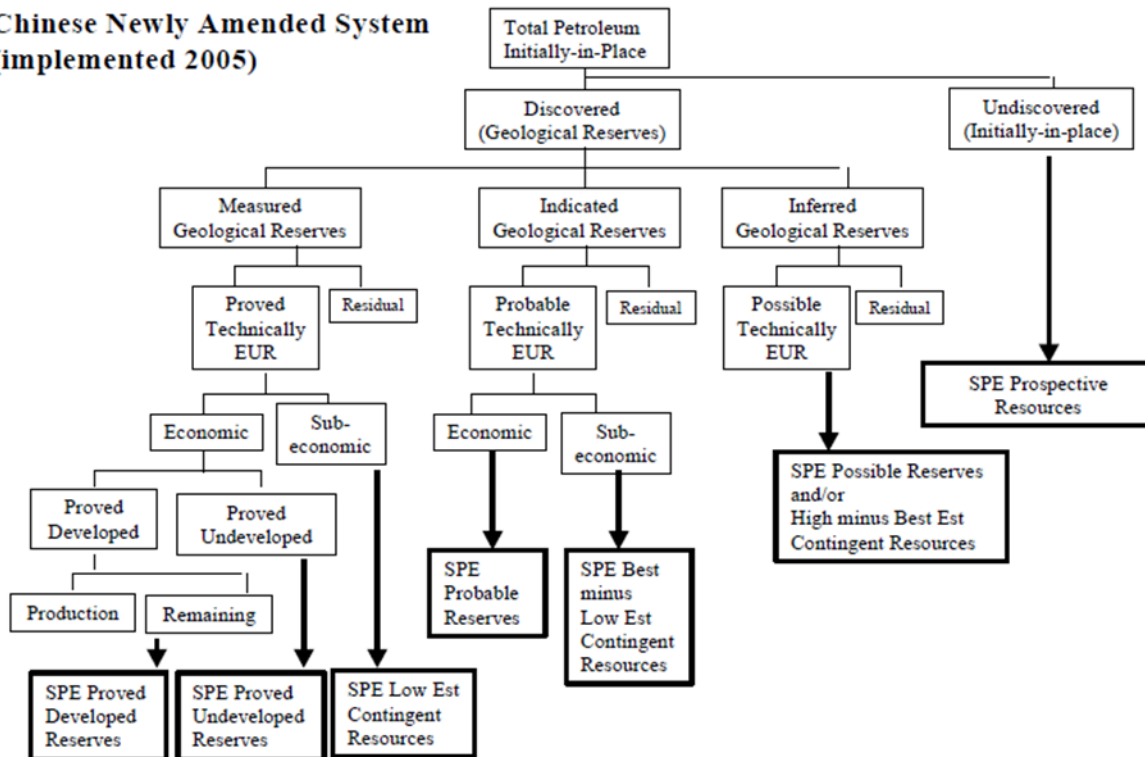 Chinese Newly Amended System
(implemented 2005)
Total Petroleum
Initially-in-Place
Discovered
(Geological Reserves)
Undiscovered
(Initially-in-place)
Measured
Geological Reserves
Indicated
Geological Reserves
Inferred
Geological Reserves
Proved
Technically
EUR
Residual
Probable
Technically
EUR
Residual
Possible
Technically
EUR
Residual
SPE Prospective
Resources
Economic
Sub-
economic
Economic
Sub-
economic
SPE Possible Reserves
and/or
High minus Best Est
Contingent Resources
Proved
Developed
Proved
Undeveloped
SPE
Probable
Reserves
SPE Best
minus
Low Est
Contingent
Resources
Production
Remaining
SPE Proved
Developed
Reserves
SPE Proved
Undeveloped
Reserves
SPE Low Est
Contingent
Resources